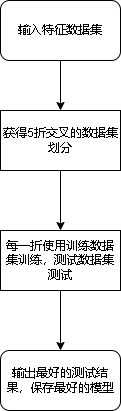 输入特征数据集
获得5折交叉的数据集
划分
每一折使用训练数据
集训练，测试数据集
测试
输出最好的测试结
果，保存最好的模型